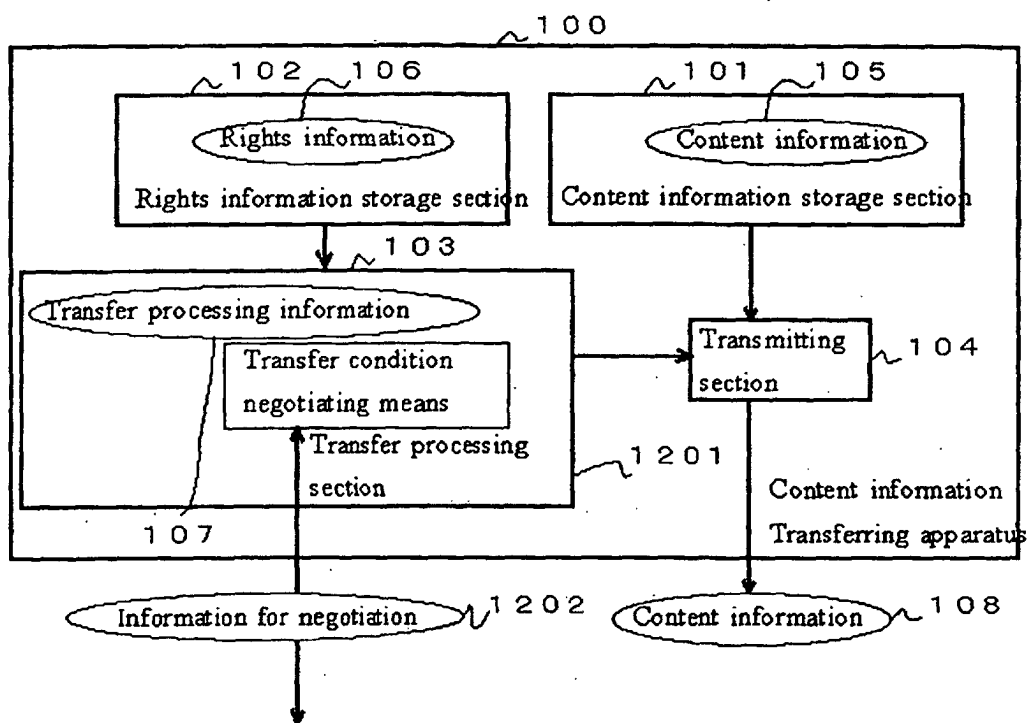 100
102 106 101 105
Rights information
Content information
Rights information storage section
Content information storage section
103
Transfer processing information
Transfer condition
negotiating means
Transfer processing
section
Transmitting
section
104
1201
107
Content information
Transferring apparatus
Information for negotiation
1202
Content information
108